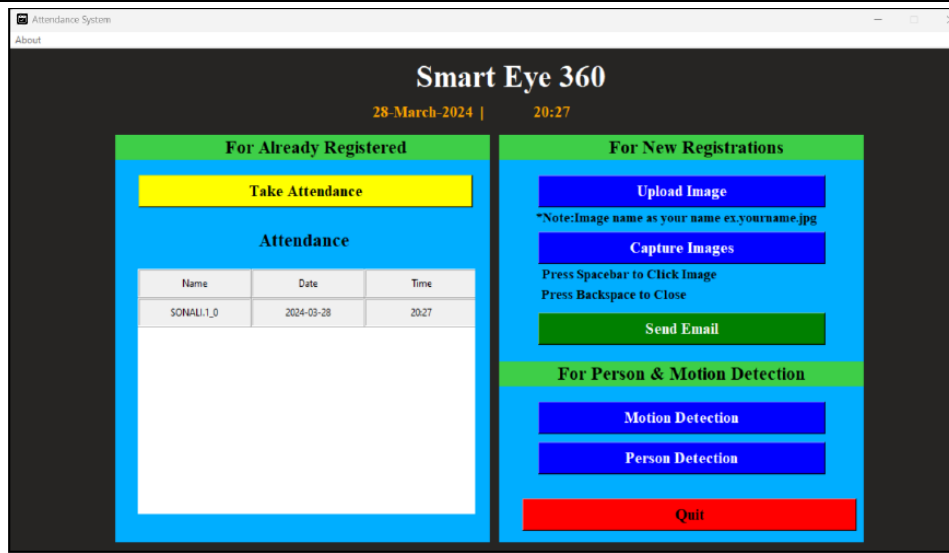 Attendance System
About
Smart Eye 360
28-March-2024 | 20:27
For Already Registered
Take Attendance
Attendance
Name Date Time
SONALI.1_0 2024-03-28 20:27
For New Registrations
Upload Image
*Note:Image name as your name ex.yourname.jpg
Capture Images
Press Spacebar to Click Image
Press Backspace to Close
Send Email
For Person & Motion Detection
Motion Detection
Person Detection
Quit